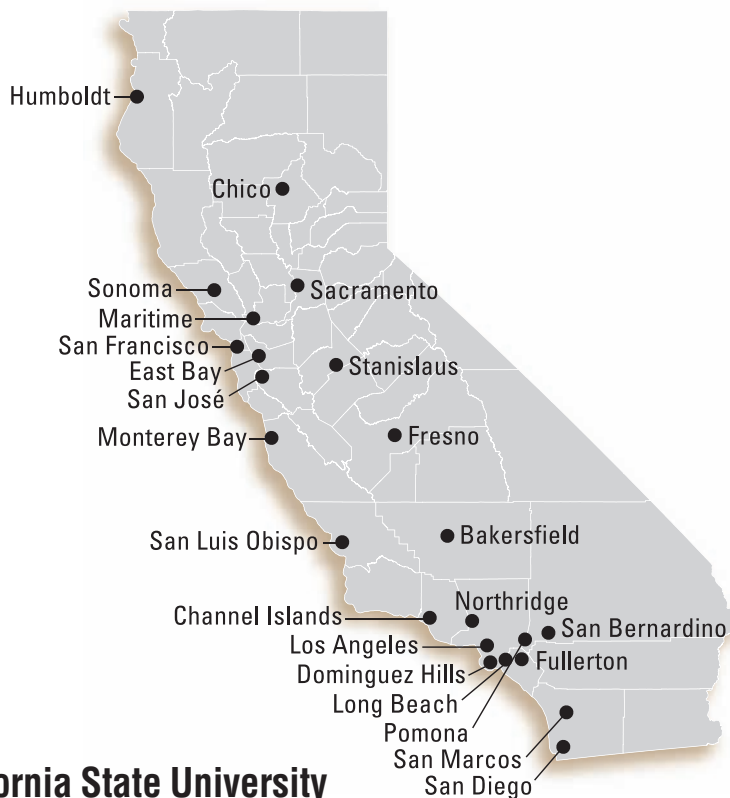 Humboldt
Chico
Sonoma
Sacramento
Maritime
San Francisco
East Bay
Stanislaus
San José
Monterey Bay
Fresno
San Luis Obispo
Bakersfield
Channel Islands
Northridge
San Bernardino
Los Angeles
Fullerton
Dominguez Hills
Long Beach
Pomona
San Marcos
ornia State University
San Diego